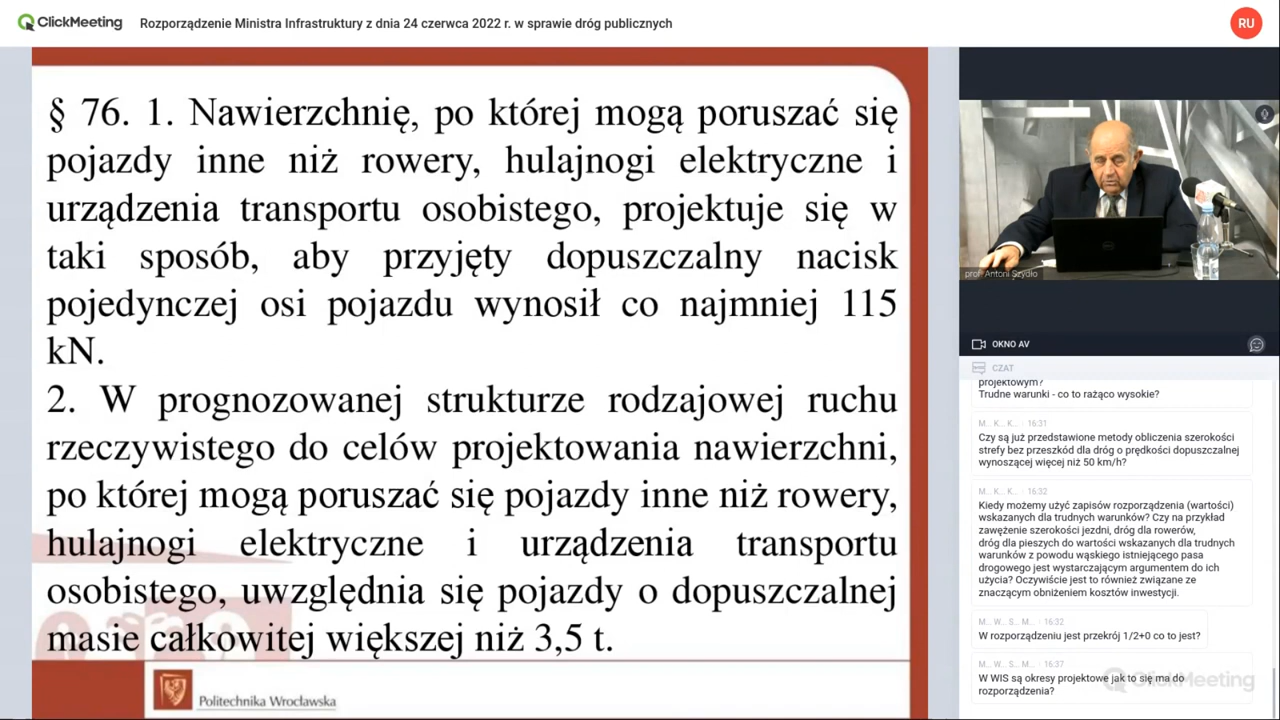 ClickMeeting
Rozporządzenie Ministra Infrastruktury z dnia 24 czerwca 2022 r. w sprawie dróg publicznych
RU
§ 76. 1. Nawierzchnię, po której mogą poruszać się
pojazdy inne niż rowery, hulajnogi elektryczne i
urządzenia transportu osobistego, projektuje się w
taki sposób, aby przyjęty dopuszczalny nacisk
pojedynczej osi pojazdu wynosił co najmniej 115
kN.
2. W prognozowanej strukturze rodzajowej ruchu
rzeczywistego do celów projektowania nawierzchni,
po której mogą poruszać się pojazdy inne niż rowery,
hulajnogi elektryczne i urządzenia transportu
osobistego, uwzględnia się pojazdy o dopuszczalnej
masie całkowitej większej niż 3,5 t.
Politechnika Wrocławska
prof. Antoni Szydło
OKNO AV
CZAT
projektowym?
Trudne warunki - co to rażąco wysokie?
M... K... K... 16:31
Czy są już przedstawione metody obliczenia szerokości
strefy bez przeszkód dla dróg o prędkości dopuszczalnej
wynoszącej więcej niż 50 km/h?
M... K... K... 16:32
Kiedy możemy użyć zapisów rozporządzenia (wartości)
wskazanych dla trudnych warunków? Czy na przykład
zawężenie szerokości jezdni, dróg dla rowerów,
dróg dla pieszych do wartości wskazanych dla trudnych
warunków z powodu wąskiego istniejącego pasa
drogowego jest wystarczającym argumentem do ich
użycia? Oczywiście jest to również związane ze
znaczącym obniżeniem kosztów inwestycji.
M... W... S... M... 16:32
W rozporządzeniu jest przekrój 1/2+0 co to jest?
M... W... S... M... 16:37
W WIS są okresy projektowe jak to się ma do
rozporządzenia?
ClickMeeting